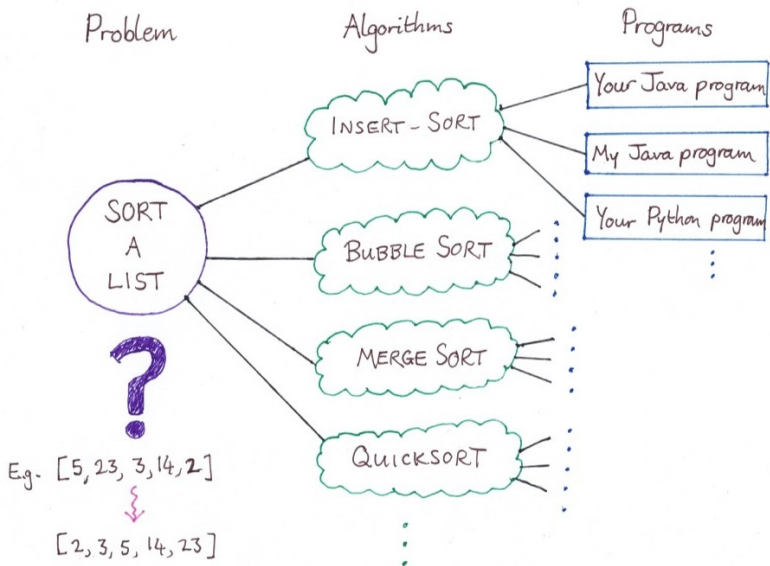 Problem
Algorithms
Programs
SORT
A
LIST
?
E.g. [5, 23, 3, 14, 2]
[2, 3, 5, 14, 23]
INSERT-SORT
BUBBLE SORT
MERGE SORT
QUICKSORT
Your Java program
My Java program
Your Python program